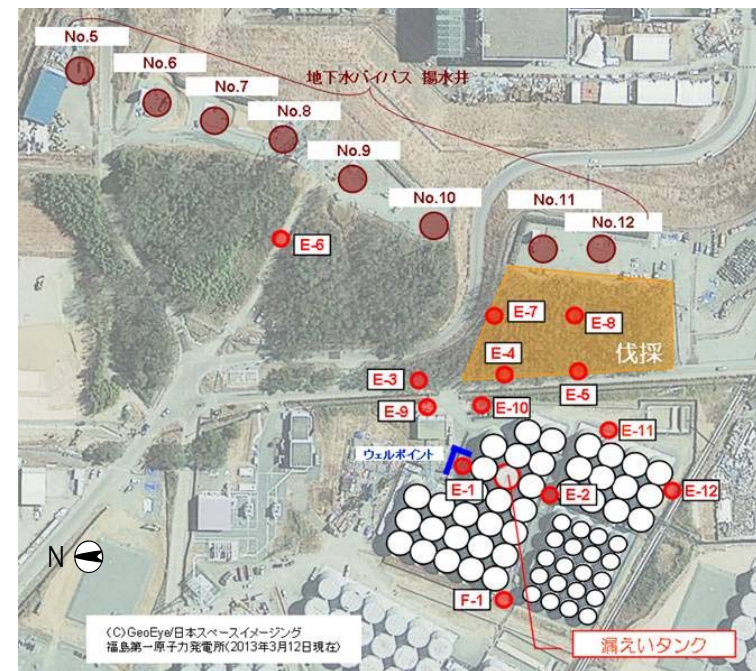 No.5
No.6
No.7
地下水バイパス 揚水井
No.8
No.9
No.10
No.11
No.12
E-6
E-7
E-8
伐採
E-4
E-3
E-5
E-9
E-10
E-11
ウェルポイント
E-1
E-2
E-12
N
F-1
(C)GeoEye/日本スペースイメージング
福島第一原子力発電所(2013年3月12日現在)
漏えいタンク